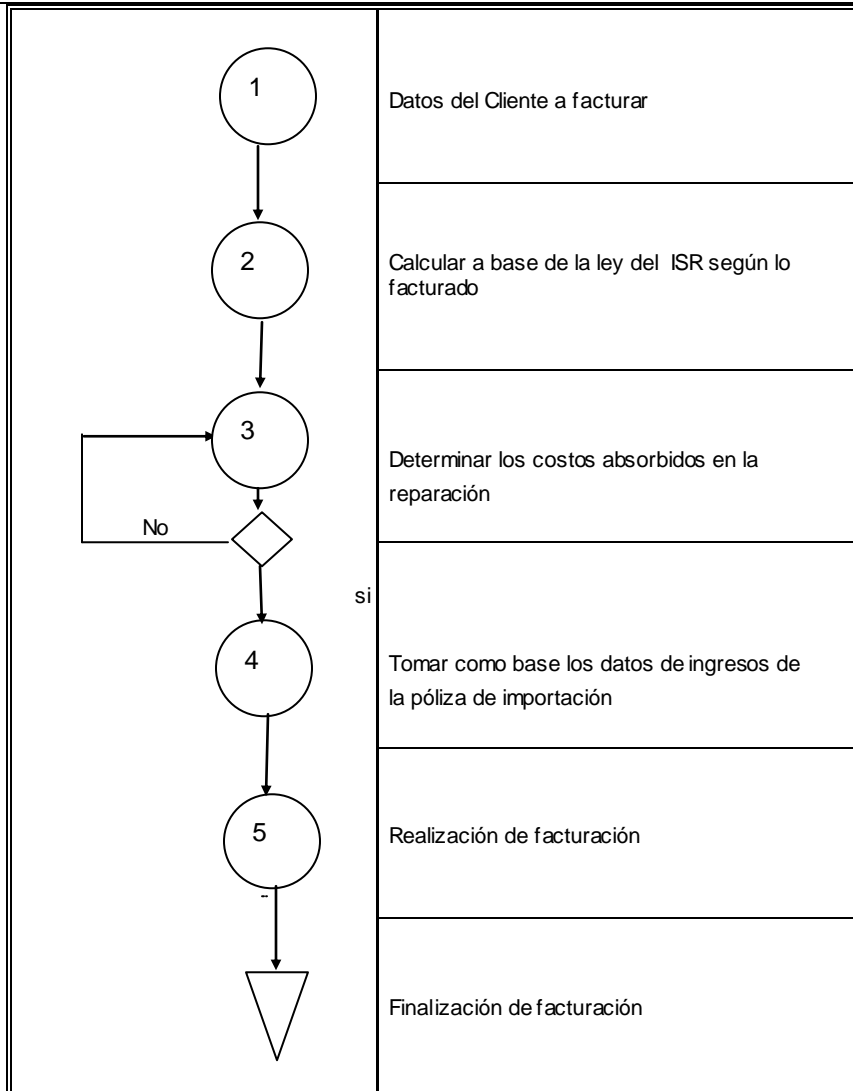 1
Datos del Cliente a facturar
2
Calcular a base de la ley del ISR según lo
facturado
3
Determinar los costos absorbidos en la
reparación
No
si
4
Tomar como base los datos de ingresos de
la póliza de importación
5
Realización de facturación
Finalización de facturación